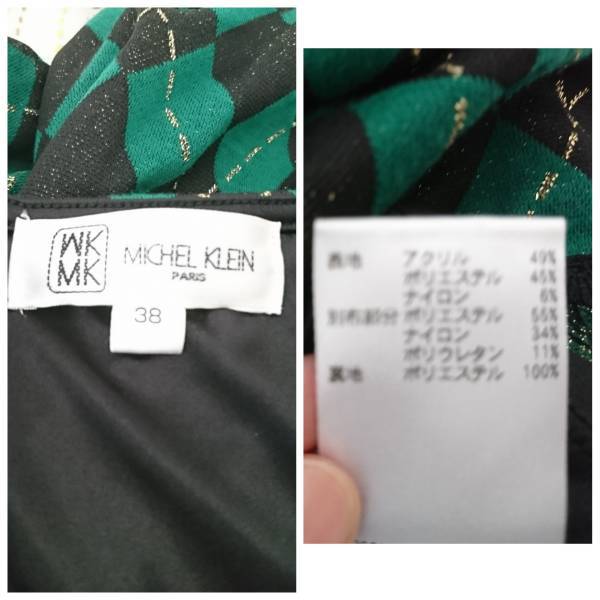 MK
MK
MICHEL KLEIN
PARIS
38
表地 アクリル 49%
ポリエステル 45%
ナイロン 6%
別布部分 ポリエステル 55%
ナイロン 34%
ポリウレタン 11%
裏地 ポリエステル 100%